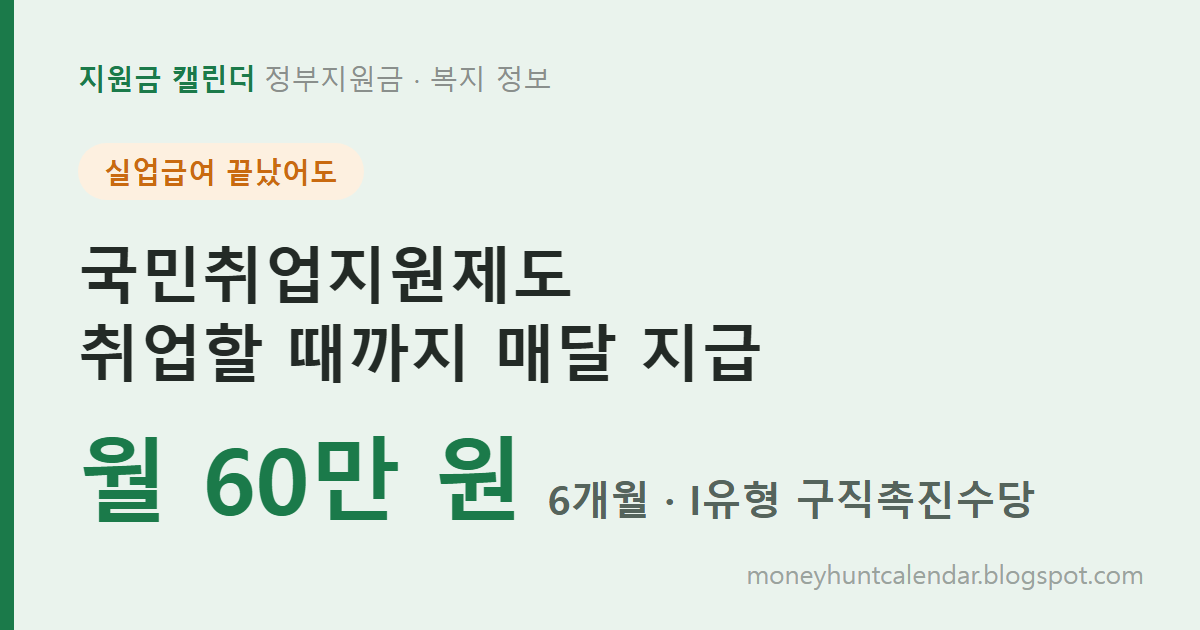 지원금 캘린더 정부지원금 · 복지 정보
실업급여 끝났어도
국민취업지원제도
취업할 때까지 매달 지급
월 60만 원 6개월 · I유형 구직촉진수당
moneyhuntcalendar.blogspot.com